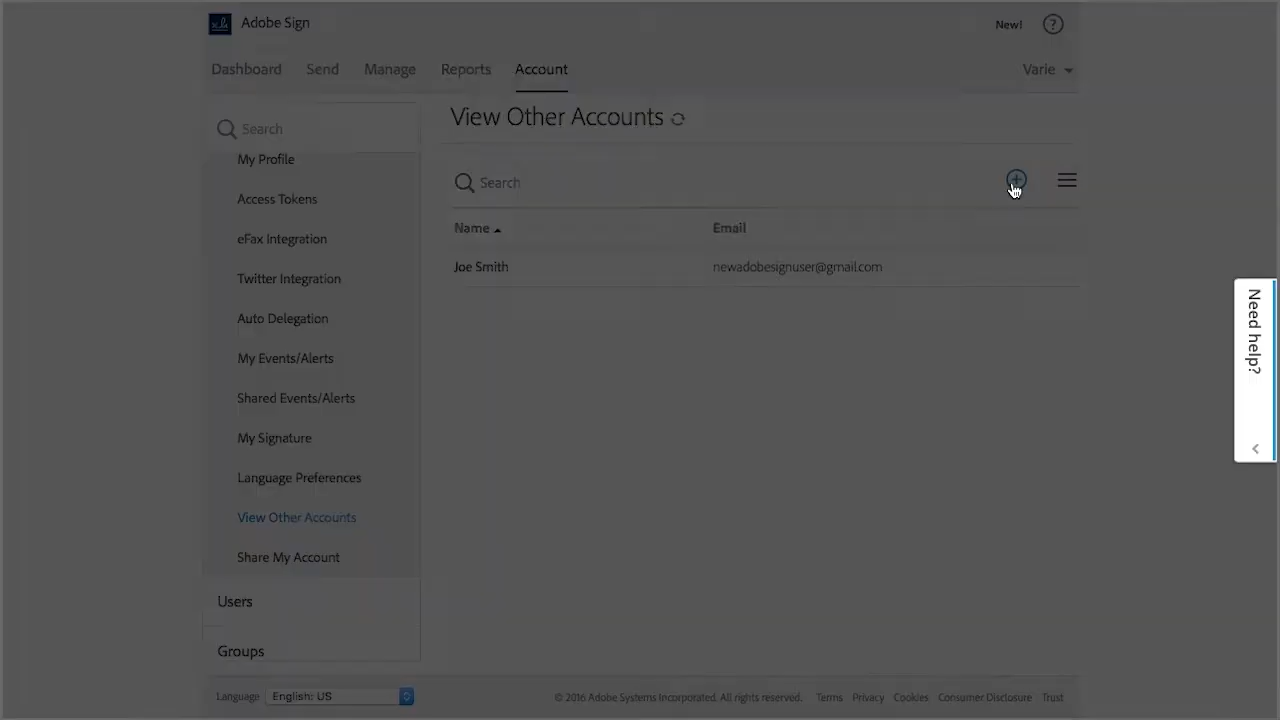 Adobe Sign
New!
?
Dashboard Send Manage Reports Account Varie
Search
My Profile
Access Tokens
eFax Integration
Twitter Integration
Auto Delegation
My Events/Alerts
Shared Events/Alerts
My Signature
Language Preferences
View Other Accounts
Share My Account
Users
Groups
View Other Accounts
Search
Name Email
Joe Smith newadobesignuser@gmail.com
Need help?
Language English: US
© 2016 Adobe Systems Incorporated. All rights reserved. Terms Privacy Cookies Consumer Disclosure Trust